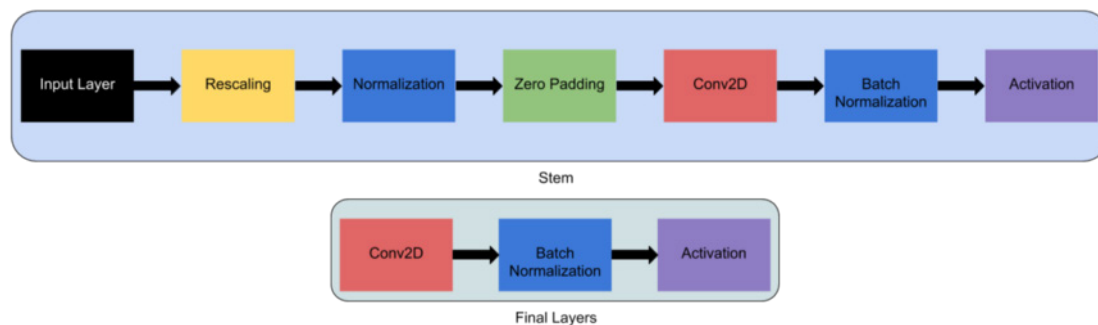 Input Layer
Rescaling
Normalization
Zero Padding
Conv2D
Batch
Normalization
Activation
Stem
Conv2D
Batch
Normalization
Activation
Final Layers